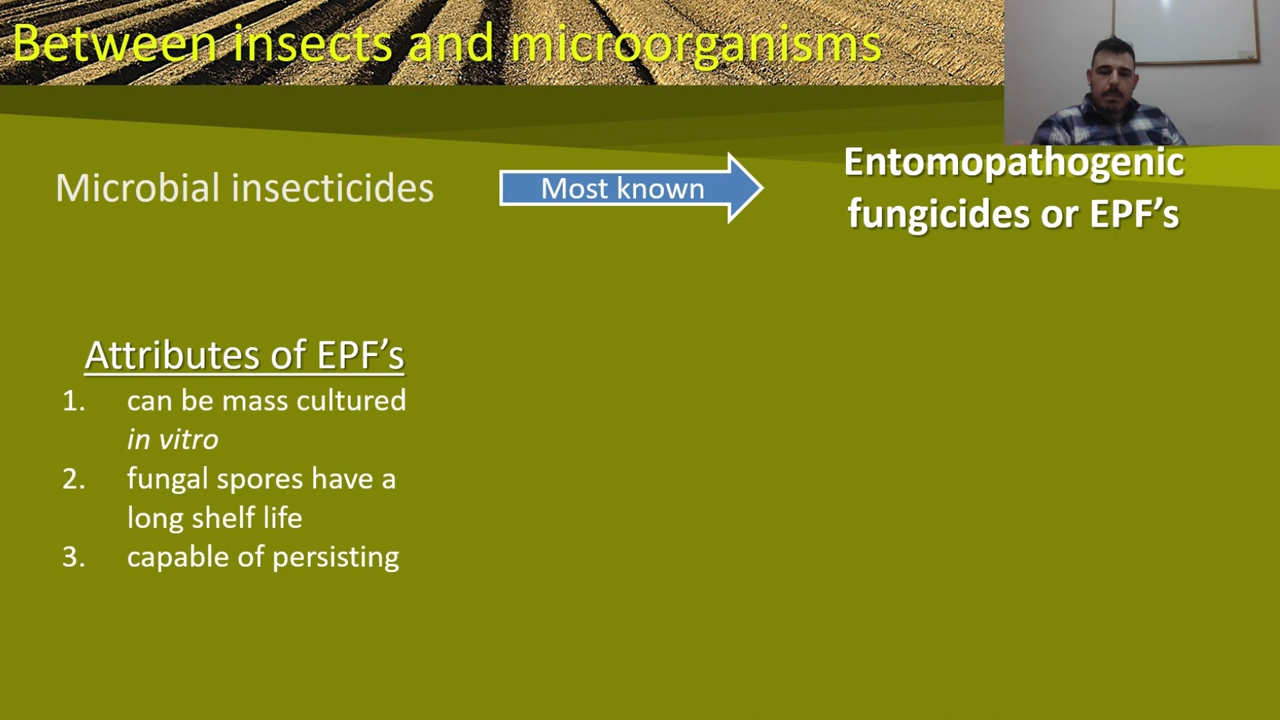 Between insects and microorganisms
Microbial insecticides
Most known
Entomopathogenic
fungicides or EPF’s
Attributes of EPF’s
1. can be mass cultured
in vitro
2. fungal spores have a
long shelf life
3. capable of persisting